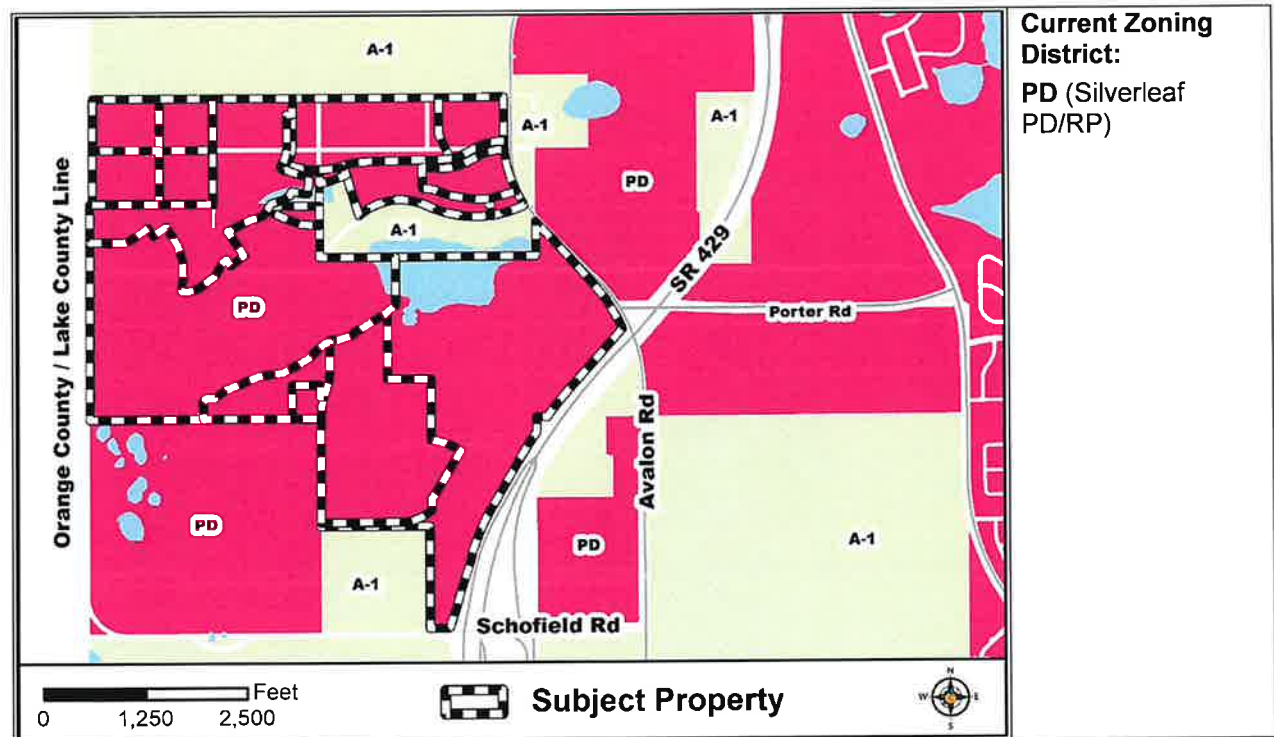 Current Zoning
District:
PD (Silverleaf
PD/RP)
A-1
A-1
A-1
PD
A-1
SR 429
PD
Porter Rd
Orange County / Lake County Line
Avalon Rd
PD
PD
A-1
A-1
Schofield Rd
Feet
0 1,250 2,500
Subject Property
N
W E
S